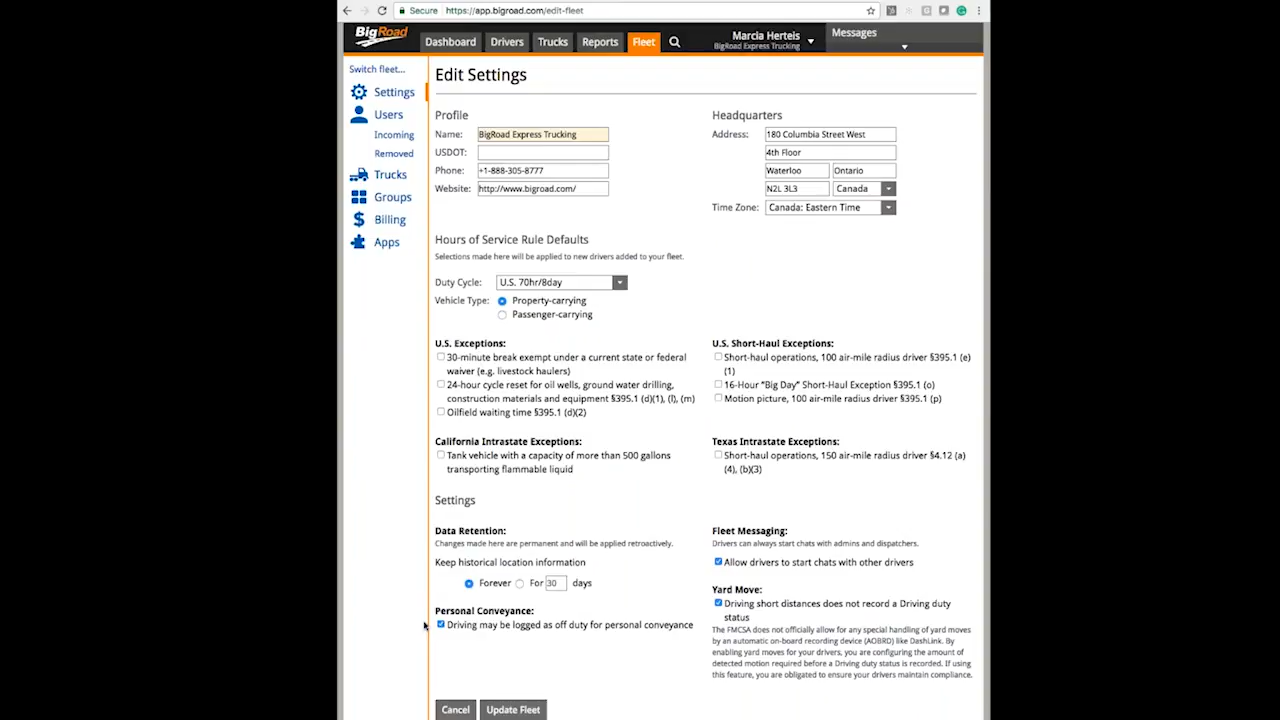 Secure https://app.bigroad.com/edit-fleet
BigRoad
Dashboard Drivers Trucks Reports Fleet
Marcia Herteis
BigRoad Express Trucking
Messages
Switch fleet...
Settings
Users
Incoming
Removed
Trucks
Groups
Billing
Apps
Edit Settings
Profile
Name: BigRoad Express Trucking
USDOT:
Phone: +1-888-305-8777
Website: http://www.bigroad.com/
Headquarters
Address: 180 Columbia Street West
4th Floor
Waterloo Ontario
N2L 3L3 Canada
Time Zone: Canada: Eastern Time
Hours of Service Rule Defaults
Selections made here will be applied to new drivers added to your fleet.
Duty Cycle: U.S. 70hr/8day
Vehicle Type: Property-carrying
Passenger-carrying
U.S. Exceptions:
30-minute break exempt under a current state or federal
waiver (e.g. livestock haulers)
24-hour cycle reset for oil wells, ground water drilling,
construction materials and equipment §395.1 (d)(1), (l), (m)
Oilfield waiting time §395.1 (d)(2)
U.S. Short-Haul Exceptions:
Short-haul operations, 100 air-mile radius driver §395.1 (e)
(1)
16-Hour "Big Day" Short-Haul Exception §395.1 (o)
Motion picture, 100 air-mile radius driver §395.1 (p)
California Intrastate Exceptions:
Tank vehicle with a capacity of more than 500 gallons
transporting flammable liquid
Texas Intrastate Exceptions:
Short-haul operations, 150 air-mile radius driver §4.12 (a)
(4), (b)(3)
Settings
Data Retention:
Changes made here are permanent and will be applied retroactively.
Keep historical location information
Forever For 30 days
Personal Conveyance:
Driving may be logged as off duty for personal conveyance
Fleet Messaging:
Drivers can always start chats with admins and dispatchers.
Allow drivers to start chats with other drivers
Yard Move:
Driving short distances does not record a Driving duty
status
The FMCSA does not officially allow for any special handling of yard moves
by an automatic on-board recording device (AOBRD) like DashLink. By
enabling yard moves for your drivers, you are configuring the amount of
detected motion required before a Driving duty status is recorded. If using
this feature, you are obligated to ensure your drivers maintain compliance.
Cancel Update Fleet